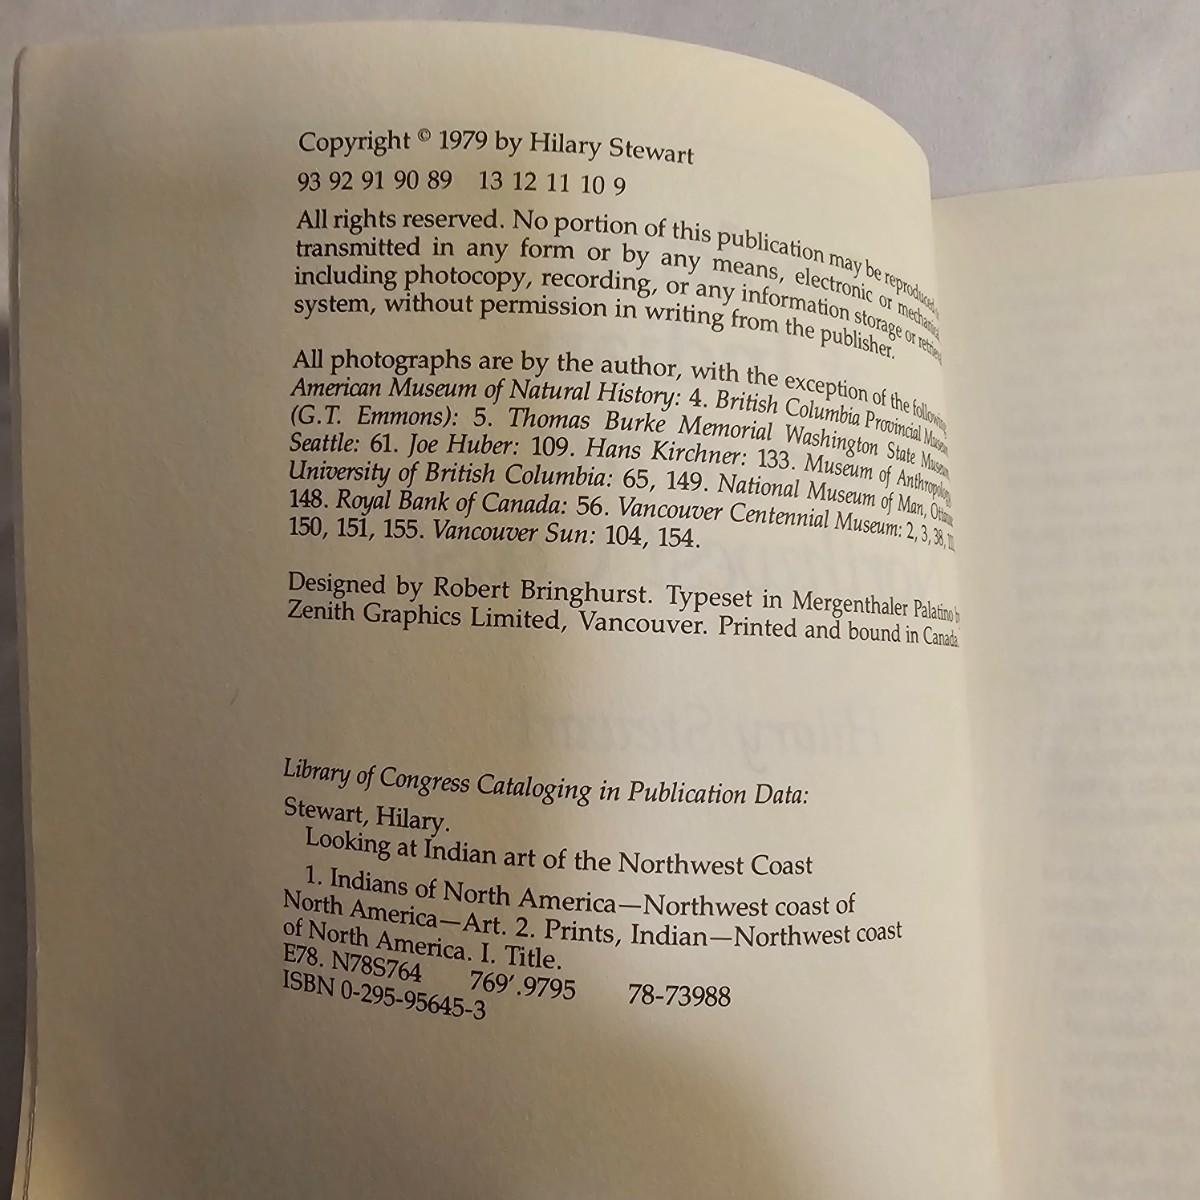 Copyright © 1979 by Hilary Stewart
93 92 91 90 89 13 12 11 10 9
All rights reserved. No portion of this publication may be reproduced,
transmitted in any form or by any means, electronic or mechanical
including photocopy, recording, or any information storage or retrieval
system, without permission in writing from the publisher.
All photographs are by the author, with the exception of the following
American Museum of Natural History: 4. British Columbia Provincial Museum
(G.T. Emmons): 5. Thomas Burke Memorial Washington State Museum,
Seattle: 61. Joe Huber: 109. Hans Kirchner: 133. Museum of Anthropology,
University of British Columbia: 65, 149. National Museum of Man, Ottawa:
148. Royal Bank of Canada: 56. Vancouver Centennial Museum: 2, 3, 38,
150, 151, 155. Vancouver Sun: 104, 154.
Designed by Robert Bringhurst. Typeset in Mergenthaler Palatino by
Zenith Graphics Limited, Vancouver. Printed and bound in Canada.
Library of Congress Cataloging in Publication Data:
Stewart, Hilary.
Looking at Indian art of the Northwest Coast
1. Indians of North America—Northwest coast of
North America—Art. 2. Prints, Indian—Northwest coast
of North America. I. Title.
E78. N78S764 769′.9795 78-73988
ISBN 0-295-95645-3